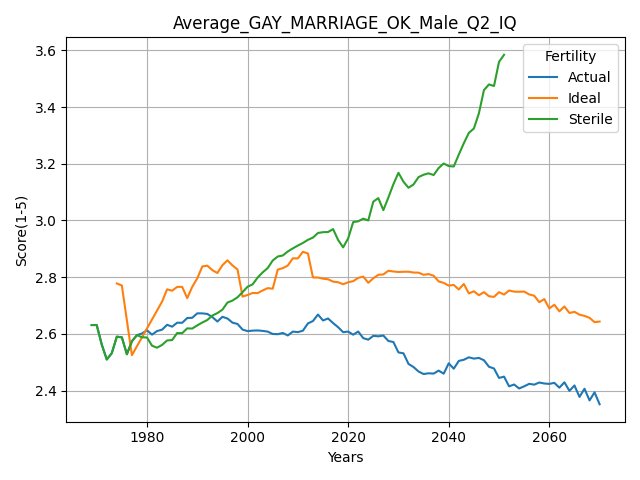 Average_GAY_MARRIAGE_OK_Male_Q2_IQ
Score(1-5)
3.6
3.4
3.2
3.0
2.8
2.6
2.4
Fertility
Actual
Ideal
Sterile
1980
2000
2020
2040
2060
Years